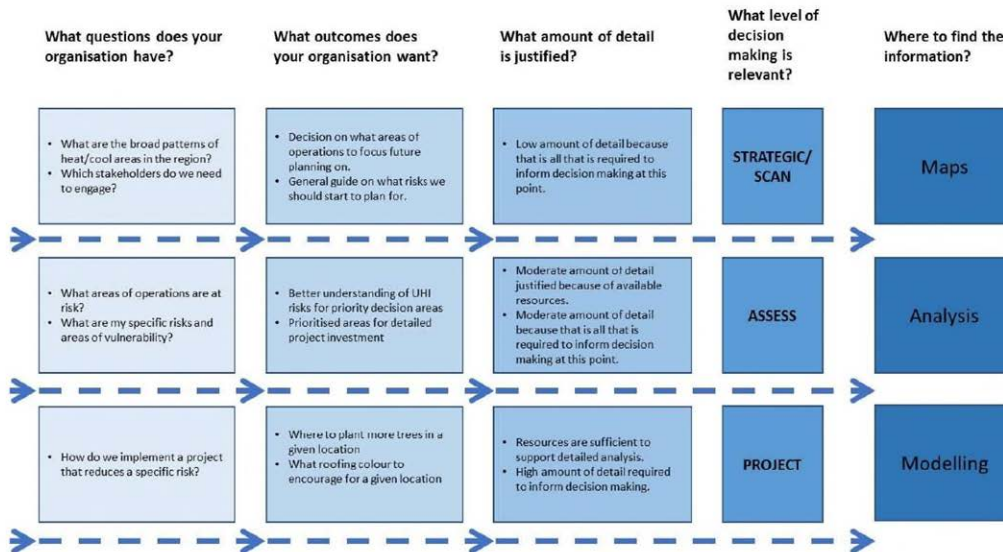 What questions does your
organisation have?
What outcomes does
your organisation want?
What amount of detail
is justified?
What level of
decision
making is
relevant?
Where to find the
information?
• What are the broad patterns of
heat/cool areas in the region?
• Which stakeholders do we
need to engage?
• Decision on what areas of
operations to focus future
planning on.
• General guide on what risks we
should start to plan for.
• Low amount of detail because
that is all that is required to
inform decision making at this
point.
STRATEGIC/
SCAN
Maps
• What areas of operations are at
risk?
• What are my specific risks and
areas of vulnerability?
• Better understanding of UHI
risks for priority decision areas
• Prioritised areas for detailed
project investment
• Moderate amount of detail
justified because of available
resources.
• Moderate amount of detail
because that is all that is
required to inform decision
making at this point.
ASSESS
Analysis
• How do we implement a project
that reduces a specific risk?
• Where to plant more trees in a
given location
• What roofing colour to
encourage for a given location
• Resources are sufficient to
support detailed analysis.
• High amount of detail required
to inform decision making.
PROJECT
Modelling